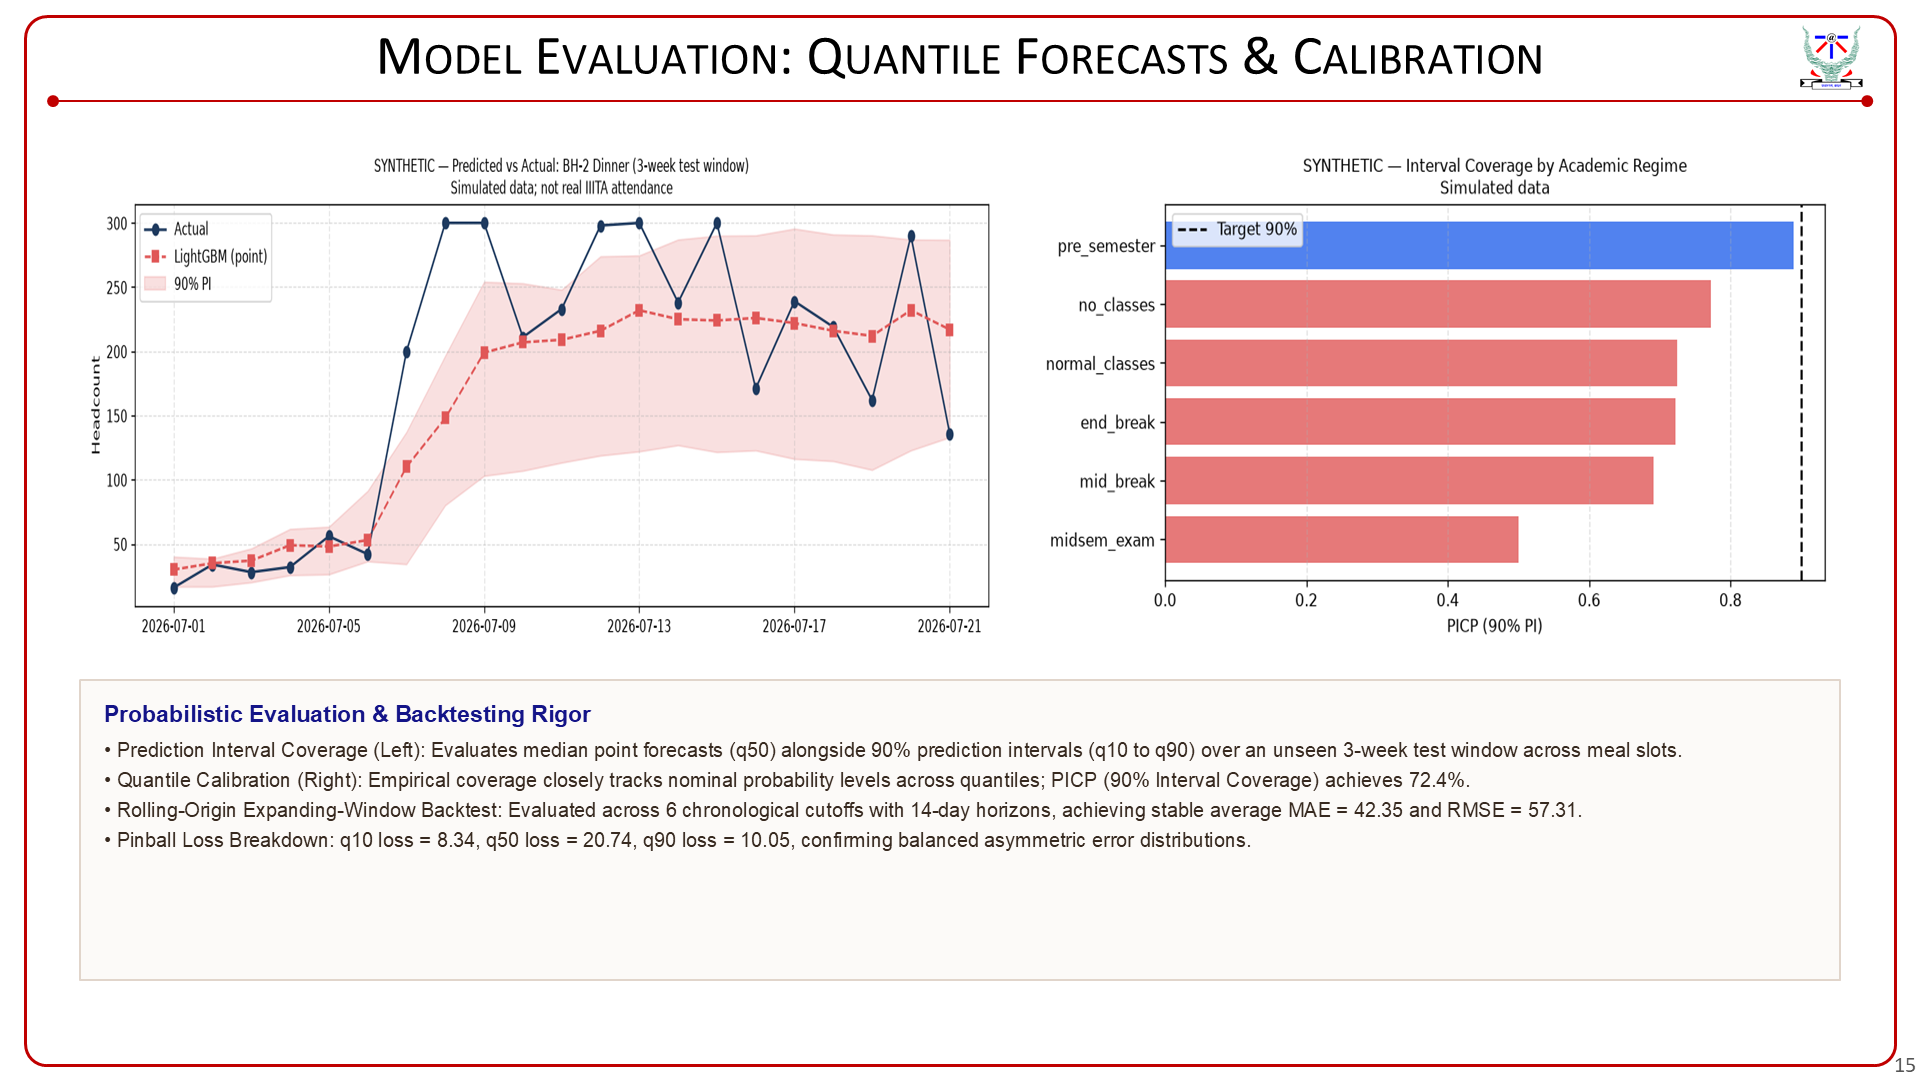 MODEL EVALUATION: QUANTILE FORECASTS & CALIBRATION
SYNTHETIC — Predicted vs Actual: BH-2 Dinner (3-week test window)
Simulated data; not real IIITA attendance
Actual
LightGBM (point)
90% PI
Headcount
300
250
200
150
100
50
2026-07-01
2026-07-05
2026-07-09
2026-07-13
2026-07-17
2026-07-21
SYNTHETIC — Interval Coverage by Academic Regime
Simulated data
Target 90%
pre_semester
no_classes
normal_classes
end_break
mid_break
midsem_exam
0.0
0.2
0.4
0.6
0.8
PICP (90% PI)
Probabilistic Evaluation & Backtesting Rigor
• Prediction Interval Coverage (Left): Evaluates median point forecasts (q50) alongside 90% prediction intervals (q10 to q90) over an unseen 3-week test window across meal slots.
• Quantile Calibration (Right): Empirical coverage closely tracks nominal probability levels across quantiles; PICP (90% Interval Coverage) achieves 72.4%.
• Rolling-Origin Expanding-Window Backtest: Evaluated across 6 chronological cutoffs with 14-day horizons, achieving stable average MAE = 42.35 and RMSE = 57.31.
• Pinball Loss Breakdown: q10 loss = 8.34, q50 loss = 20.74, q90 loss = 10.05, confirming balanced asymmetric error distributions.
15